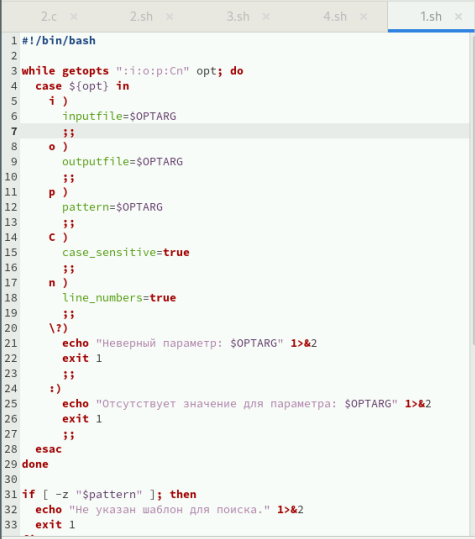 2.c × 2.sh × 3.sh × 4.sh × 1.sh
1 #!/bin/bash
2
3 while getopts ":i:o:p:Cn" opt; do
4   case ${opt} in
5     i )
6       inputfile=$OPTARG
7       ;;
8     o )
9       outputfile=$OPTARG
10       ;;
11     p )
12       pattern=$OPTARG
13       ;;
14     C )
15       case_sensitive=true
16       ;;
17     n )
18       line_numbers=true
19       ;;
20     \?)
21       echo "Неверный параметр: $OPTARG" 1>&2
22       exit 1
23       ;;
24     :)
25       echo "Отсутствует значение для параметра: $OPTARG" 1>&2
26       exit 1
27       ;;
28   esac
29 done
30
31 if [ -z "$pattern" ]; then
32   echo "Не указан шаблон для поиска." 1>&2
33   exit 1